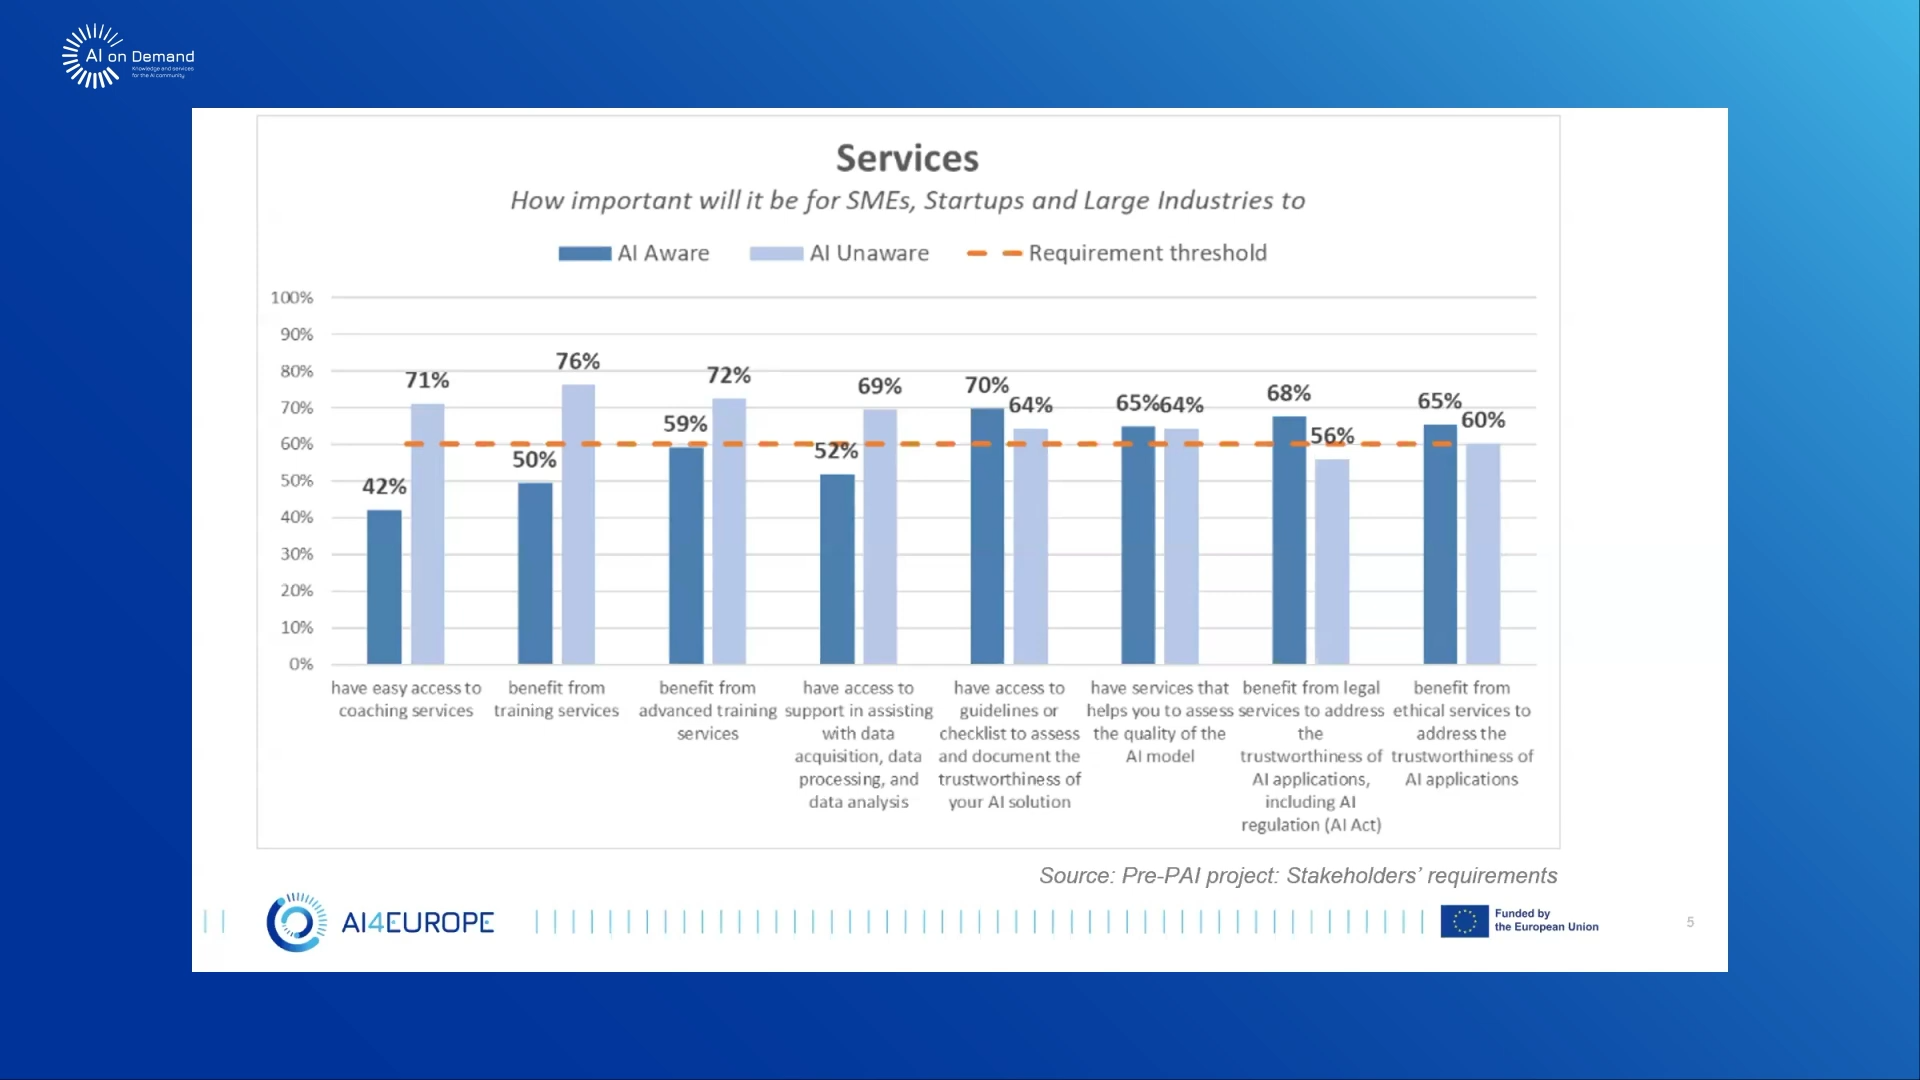 AI on Demand
Knowledge and services
for the AI community
Services
How important will it be for SMEs, Startups and Large Industries to
AI Aware
AI Unaware
Requirement threshold
100%
90%
80%
70%
60%
50%
40%
30%
20%
10%
0%
42%
71%
50%
76%
59%
72%
52%
69%
70%
64%
65%
64%
68%
56%
65%
60%
have easy access to
coaching services
benefit from
training services
benefit from
advanced training
services
have access to
support in assisting
with data
acquisition, data
processing, and
data analysis
have access to
guidelines or
checklist to assess
and document the
trustworthiness of
your AI solution
have services that
helps you to assess
the quality of the
AI model
benefit from legal
services to address
the
trustworthiness of
AI applications,
including AI
regulation (AI Act)
benefit from
ethical services to
address the
trustworthiness of
AI applications
Source: Pre-PAI project: Stakeholders’ requirements
AI4EUROPE
Funded by
the European Union
5